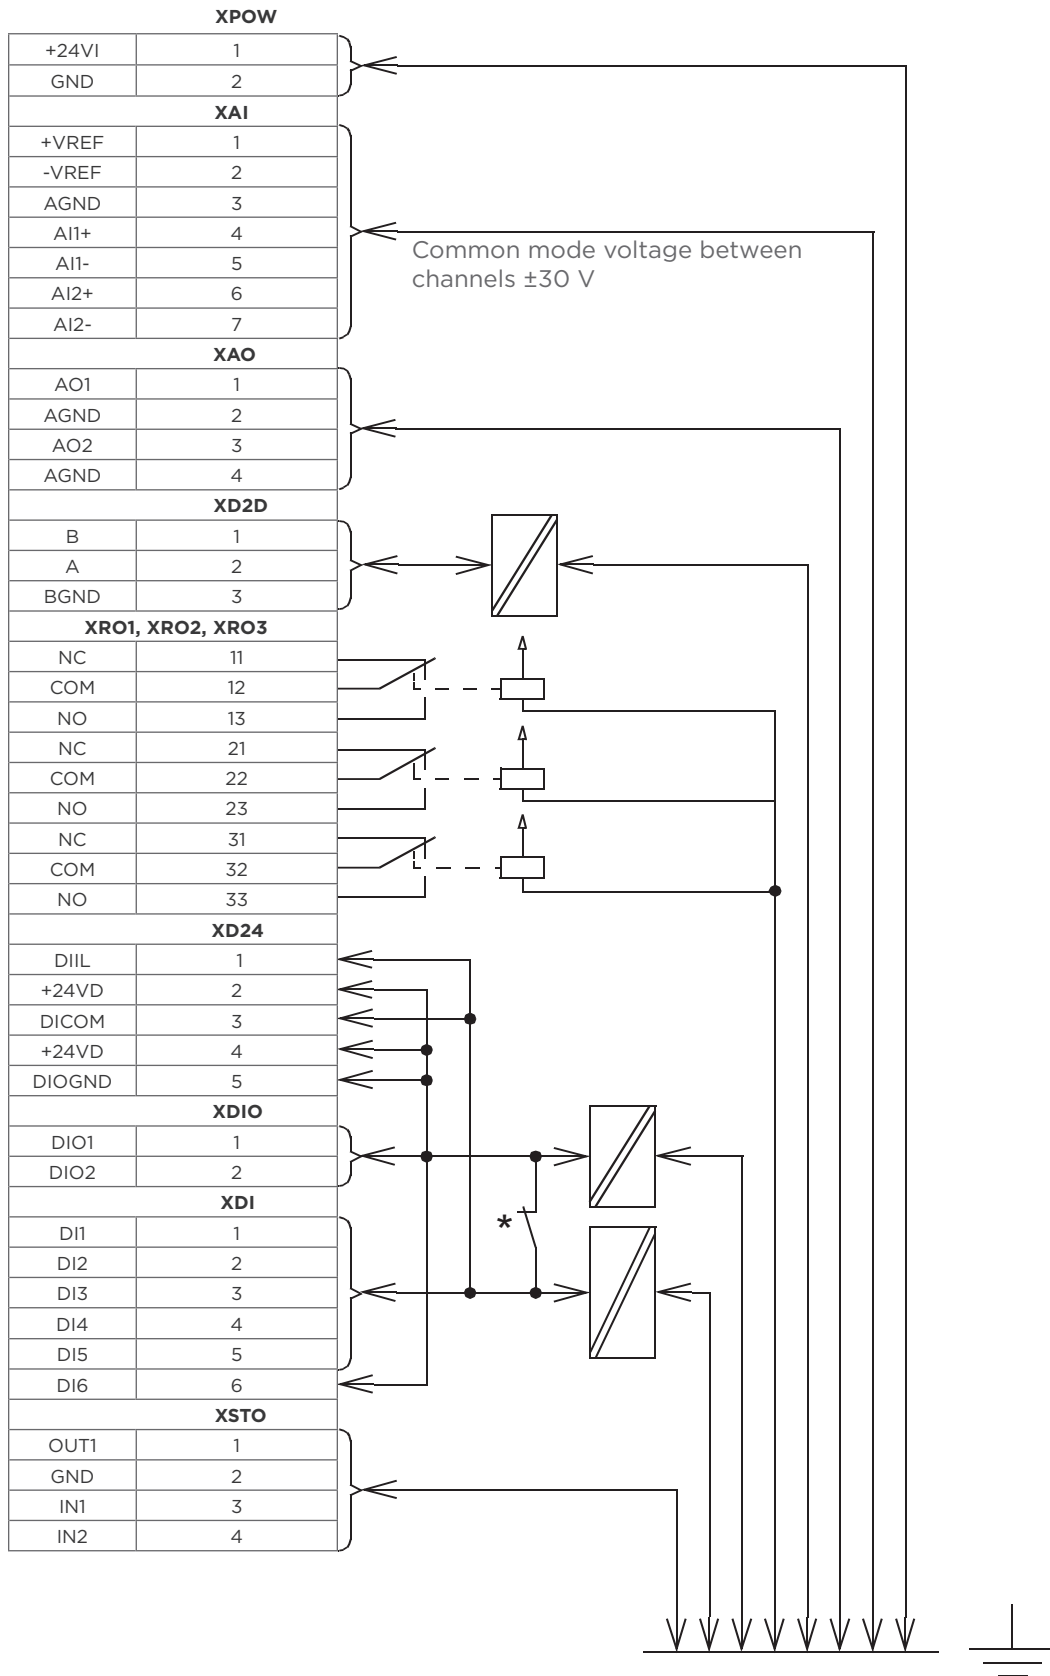 XPOW
+24VI 1
GND 2
XAI
+VREF 1
-VREF 2
AGND 3
AI1+ 4
AI1- 5
AI2+ 6
AI2- 7
Common mode voltage between
channels ±30 V
XAO
AO1 1
AGND 2
AO2 3
AGND 4
XD2D
B 1
A 2
BGND 3
XRO1, XRO2, XRO3
NC 11
COM 12
NO 13
NC 21
COM 22
NO 23
NC 31
COM 32
NO 33
XD24
DIIL 1
+24VD 2
DICOM 3
+24VD 4
DIOGND 5
XDIO
DIO1 1
DIO2 2
XDI
DI1 1
*
DI2 2
DI3 3
DI4 4
DI5 5
DI6 6
XSTO
OUT1 1
GND 2
IN1 3
IN2 4